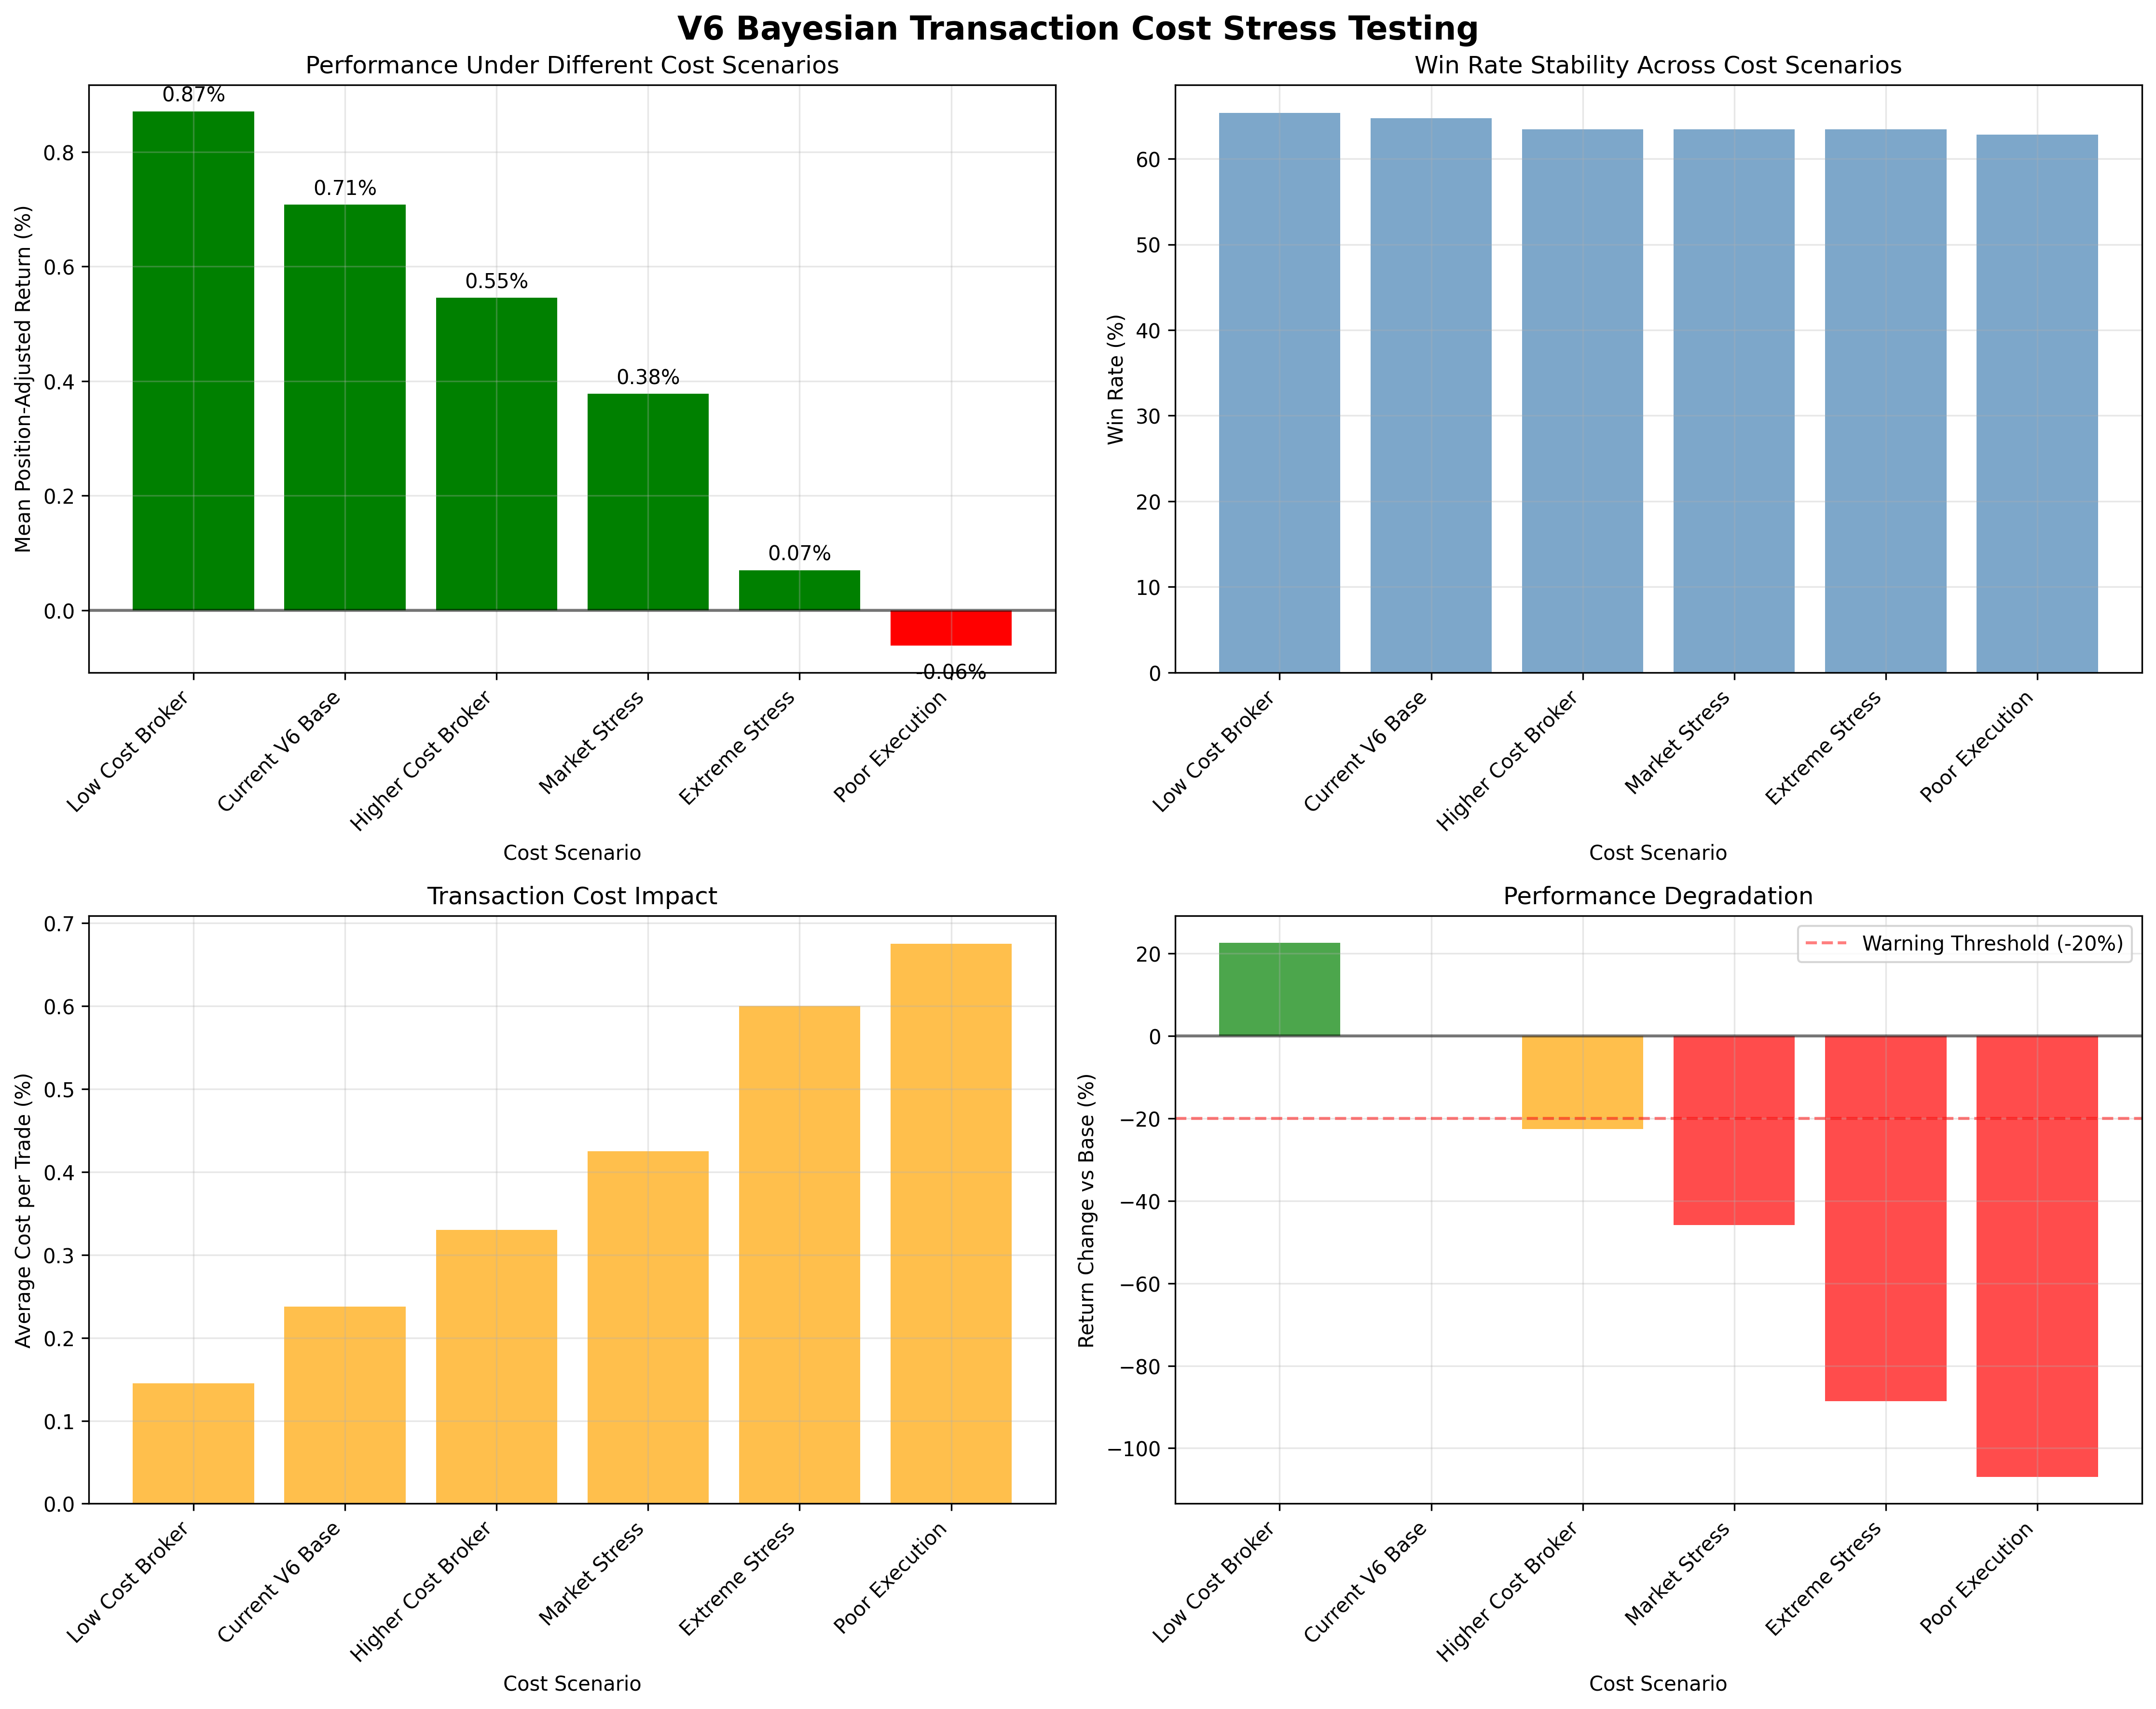 V6 Bayesian Transaction Cost Stress Testing
Performance Under Different Cost Scenarios
Mean Position-Adjusted Return (%)
0.8
0.6
0.4
0.2
0.0
0.87%
0.71%
0.55%
0.38%
0.07%
-0.06%
Low Cost Broker
Current V6 Base
Higher Cost Broker
Market Stress
Extreme Stress
Poor Execution
Cost Scenario
Win Rate Stability Across Cost Scenarios
Win Rate (%)
60
50
40
30
20
10
0
Low Cost Broker
Current V6 Base
Higher Cost Broker
Market Stress
Extreme Stress
Poor Execution
Cost Scenario
Transaction Cost Impact
Average Cost per Trade (%)
0.7
0.6
0.5
0.4
0.3
0.2
0.1
0.0
Low Cost Broker
Current V6 Base
Higher Cost Broker
Market Stress
Extreme Stress
Poor Execution
Cost Scenario
Performance Degradation
Return Change vs Base (%)
Warning Threshold (-20%)
20
0
−20
−40
−60
−80
−100
Low Cost Broker
Current V6 Base
Higher Cost Broker
Market Stress
Extreme Stress
Poor Execution
Cost Scenario